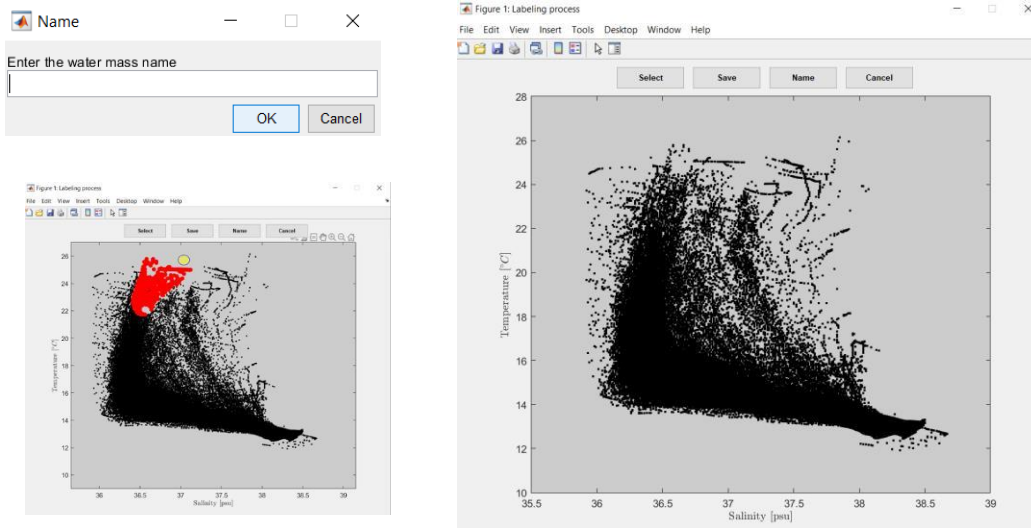 Name
Enter the water mass name
OK Cancel
Figure 1: Labeling process
File Edit View Insert Tools Desktop Window Help
Select Save Name Cancel
26
24
22
20
18
16
14
12
10
Temperature [°C]
36 36.5 37 37.5 38 38.5 39
Salinity [psu]
Figure 1: Labeling process
File Edit View Insert Tools Desktop Window Help
Select Save Name Cancel
28
26
24
22
20
18
16
14
12
10
Temperature [°C]
35.5 36 36.5 37 37.5 38 38.5 39
Salinity [psu]